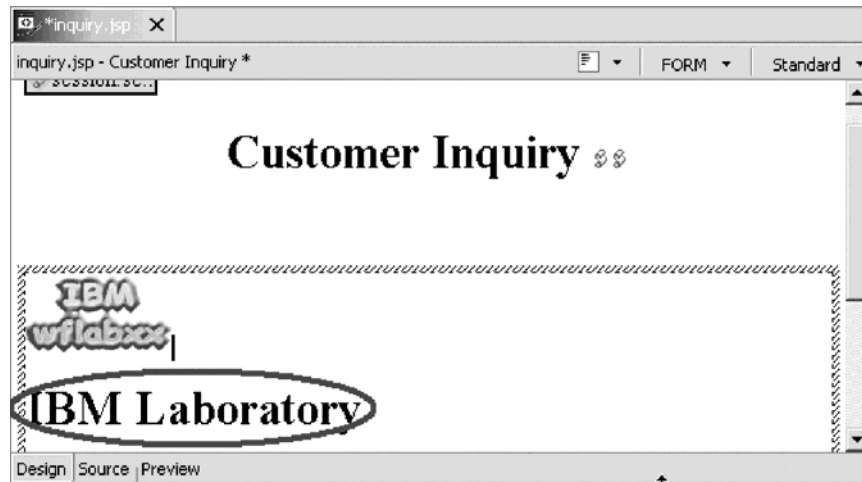 *inquiry.jsp
inquiry.jsp - Customer Inquiry *
FORM
Standard
Customer Inquiry
IBM
wflabxx
IBM Laboratory
Design Source Preview